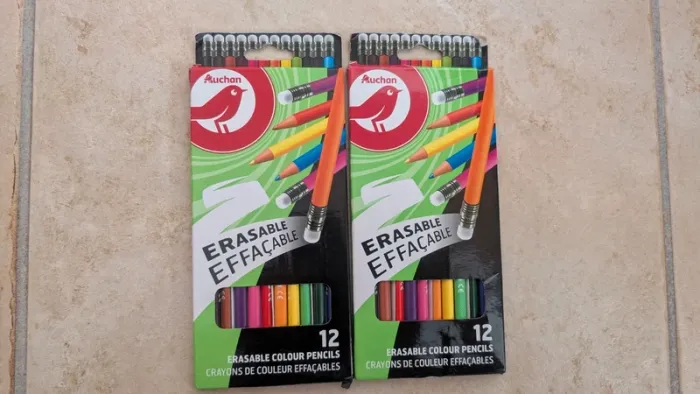 Auchan
ERASABLE
EFFAÇABLE
12
ERASABLE COLOUR PENCILS
CRAYONS DE COULEUR EFFAÇABLES
Auchan
ERASABLE
EFFAÇABLE
12
ERASABLE COLOUR PENCILS
CRAYONS DE COULEUR EFFAÇABLES